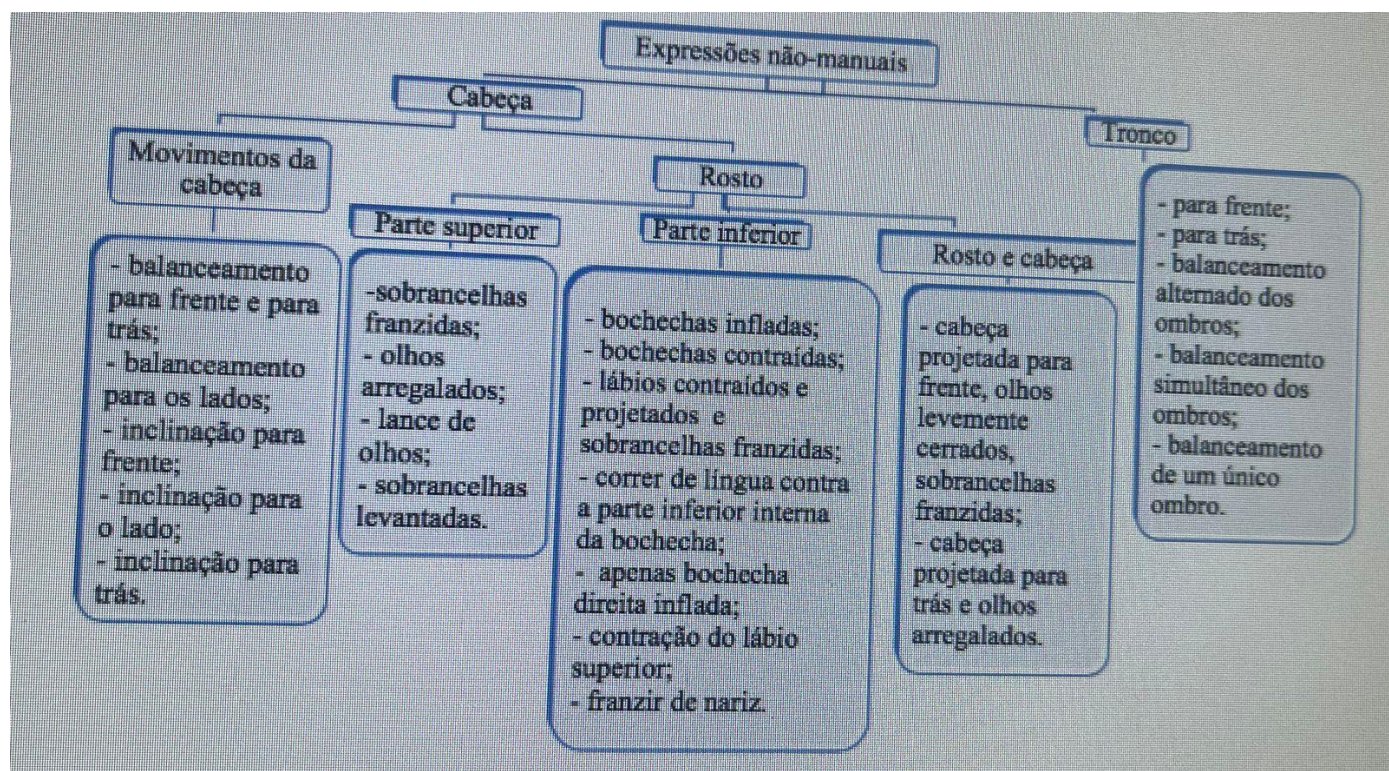 Expressões não-manuais
Cabeça
Tronco
Movimentos da
cabeça
Rosto
Parte superior
Parte inferior
Rosto e cabeça
- balanceamento
para frente e para
trás;
- balanceamento
para os lados;
- inclinação para
frente;
- inclinação para
o lado;
- inclinação para
trás.
-sobrancelhas
franzidas;
- olhos
arregalados;
- lance de
olhos;
- sobrancelhas
levantadas.
- bochechas infladas;
- bochechas contraídas;
- lábios contraídos e
projetados e
sobrancelhas franzidas;
- correr de língua contra
a parte inferior interna
da bochecha;
- apenas bochecha
direita inflada;
- contração do lábio
superior;
- franzir de nariz.
- cabeça
projetada para
frente, olhos
levemente
cerrados,
sobrancelhas
franzidas;
- cabeça
projetada para
trás e olhos
arregalados.
- para frente;
- para trás;
- balanceamento
alternado dos
ombros;
- balanceamento
simultâneo dos
ombros;
- balanceamento
de um único
ombro.